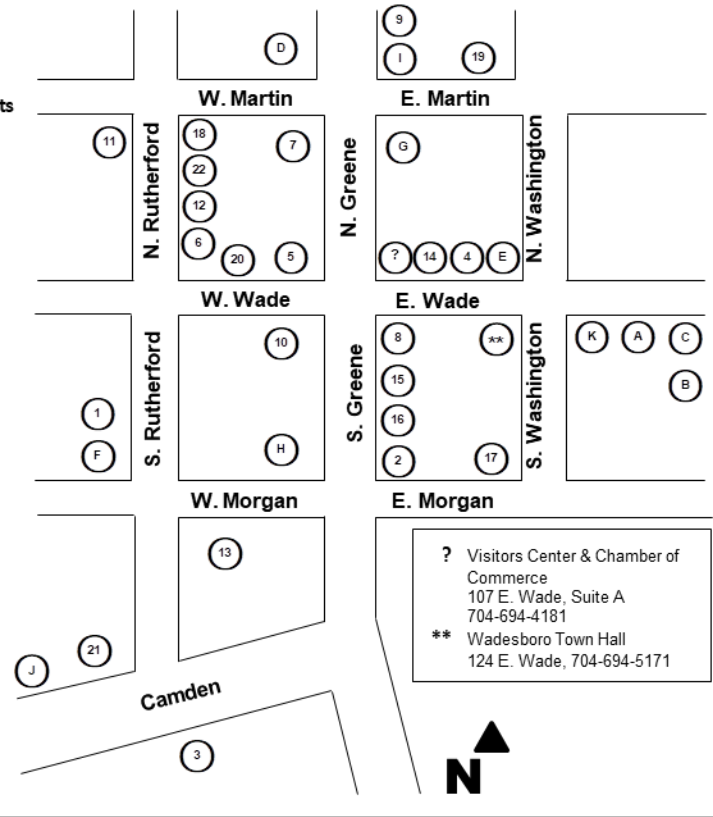 9
D
I
19
ts
W. Martin
E. Martin
11
18
7
G
22
12
6
20
5
?
14
4
E
N. Rutherford
N. Greene
N. Washington
W. Wade
E. Wade
10
8
**
K
A
C
15
B
1
16
F
H
2
17
S. Rutherford
S. Greene
S. Washington
W. Morgan
E. Morgan
13
21
J
Camden
3
? Visitors Center & Chamber of
Commerce
107 E. Wade, Suite A
704-694-4181
** Wadesboro Town Hall
124 E. Wade, 704-694-5171
N